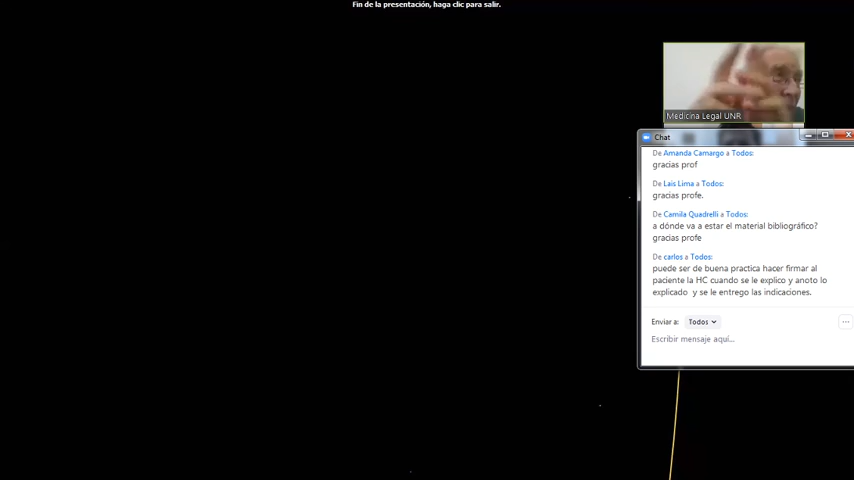 Fin de la presentación, haga clic para salir.
Medicina Legal UNR
Chat
De Amanda Camargo a Todos:
gracias prof
De Lais Lima a Todos:
gracias profe.
De Camila Quadrelli a Todos:
a dónde va a estar el material bibliográfico?
gracias profe
De carlos a Todos:
puede ser de buena practica hacer firmar al
paciente la HC cuando se le explico y anoto lo
explicado y se le entrego las indicaciones.
Enviar a: Todos
Escribir mensaje aquí...